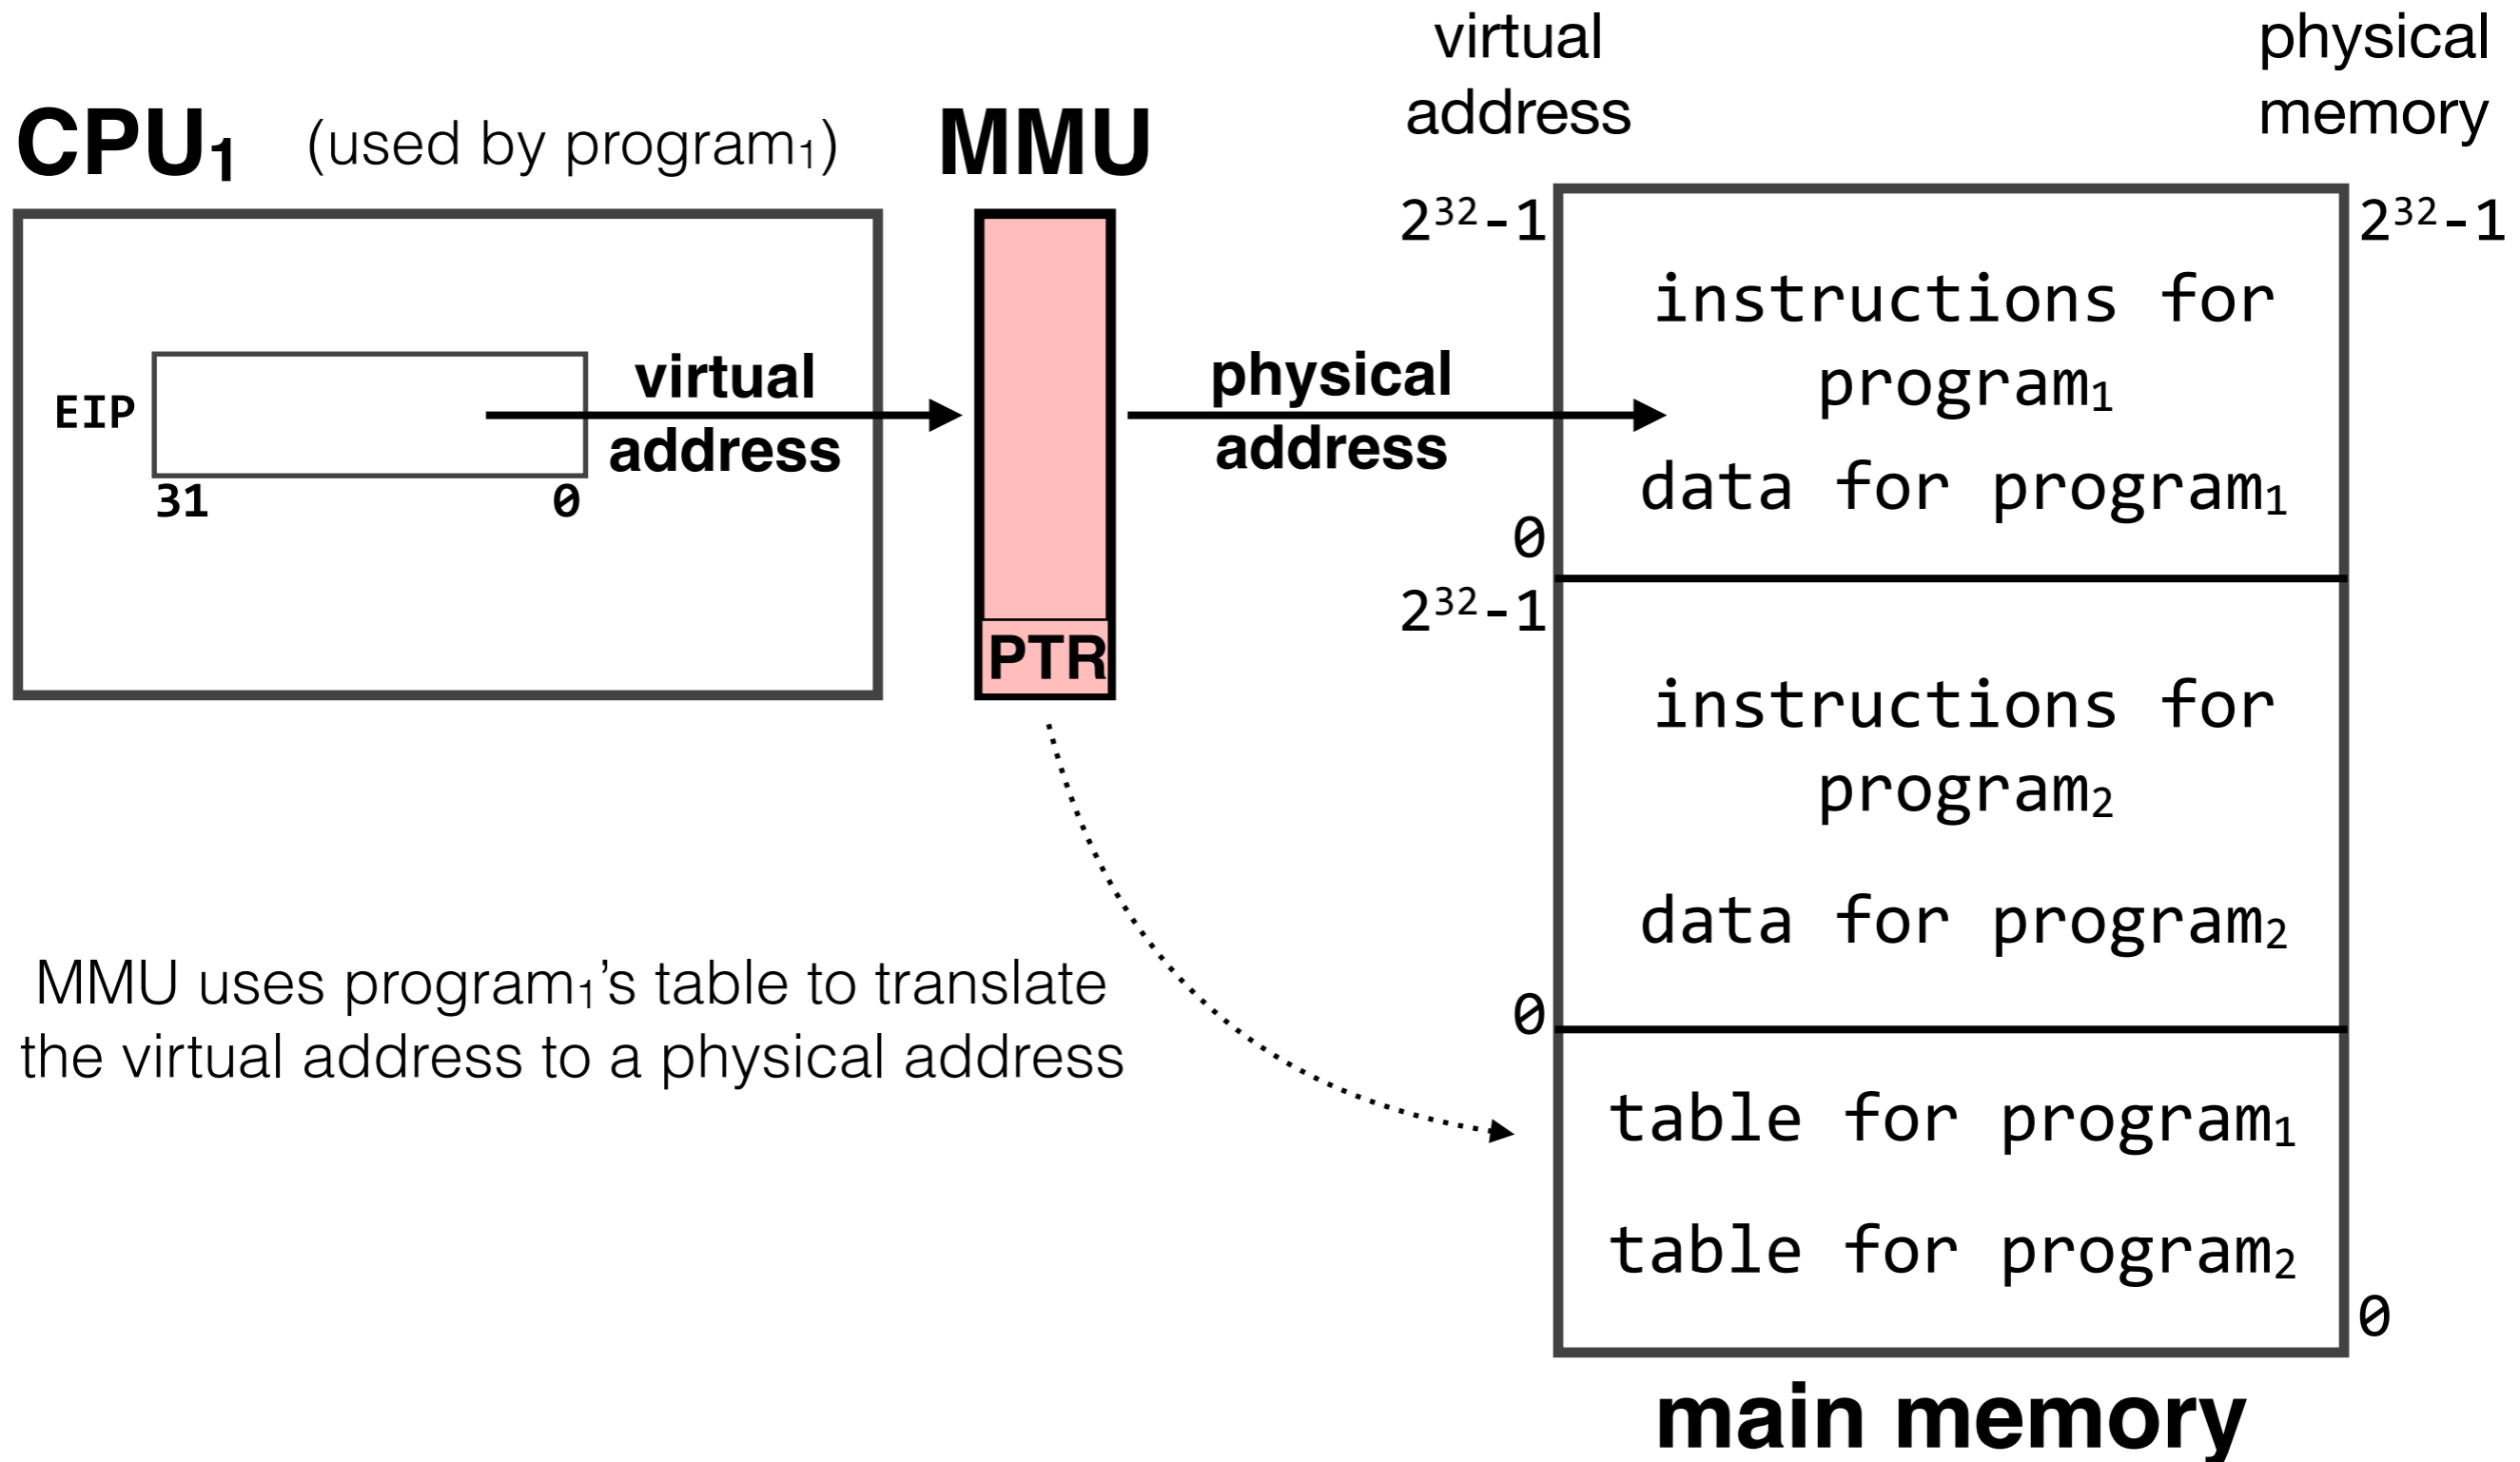 virtual
address
physical
memory
CPU₁ (used by program₁)
MMU
2³²-1
2³²-1
instructions for
program₁
data for program₁
EIP
31
0
virtual
address
physical
address
0
2³²-1
PTR
instructions for
program₂
data for program₂
0
MMU uses program₁’s table to translate
the virtual address to a physical address
table for program₁
table for program₂
0
main memory